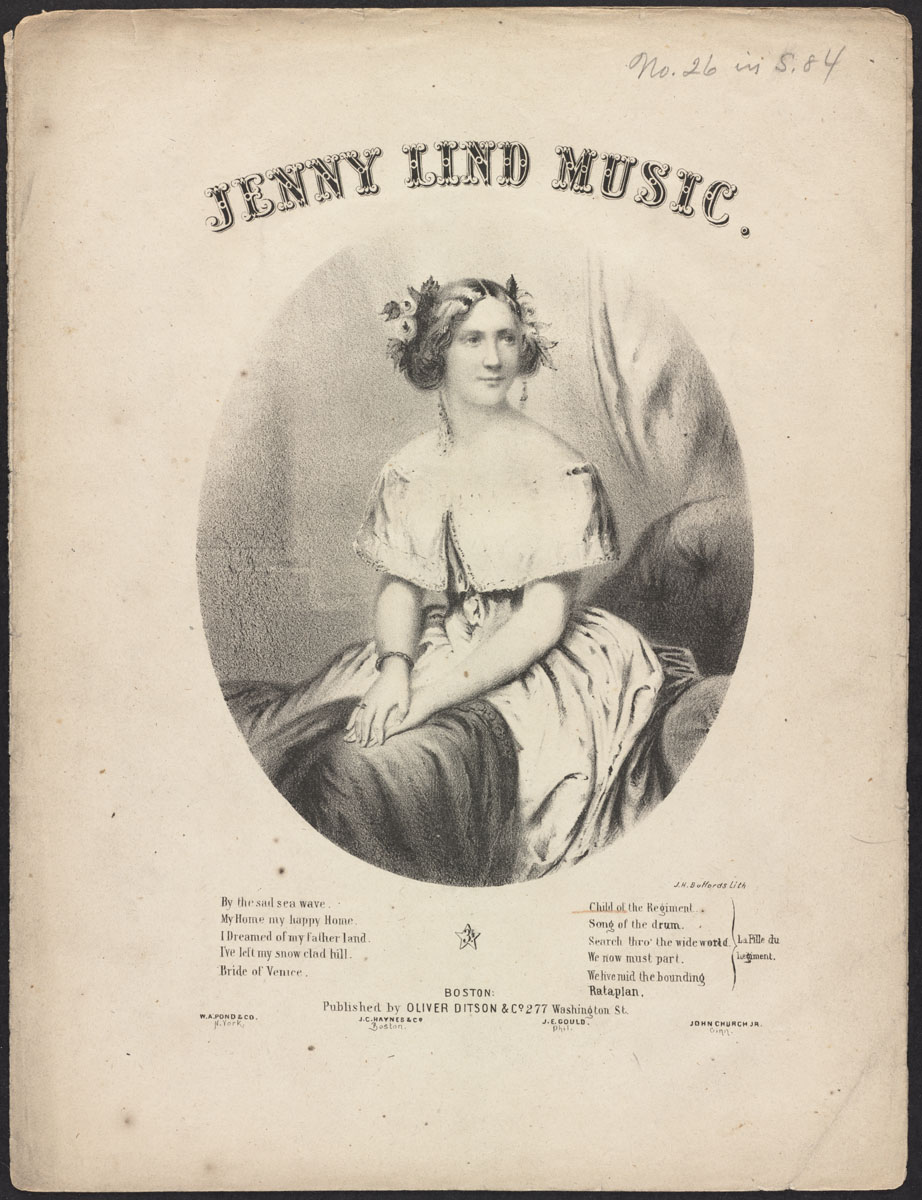 No. 26 in S. 84
JENNY LIND MUSIC.
J.H. Buffords Lith
By the sad sea wave.
My Home my happy Home.
I Dreamed of my father land.
I've left my snow clad hill.
Bride of Venice.
Child of the Regiment.
Song of the drum.
Search thro' the wide world.
We now must part.
We live mid the bounding
Rataplan.
La Fille du
Regiment.
BOSTON:
Published by OLIVER DITSON & Co 277 Washington St.
W.A. POND & CO.
N. York.
J.C. HAYNES & Co
Boston.
J.E. GOULD.
Phil.
JOHN CHURCH JR.
Cinn.